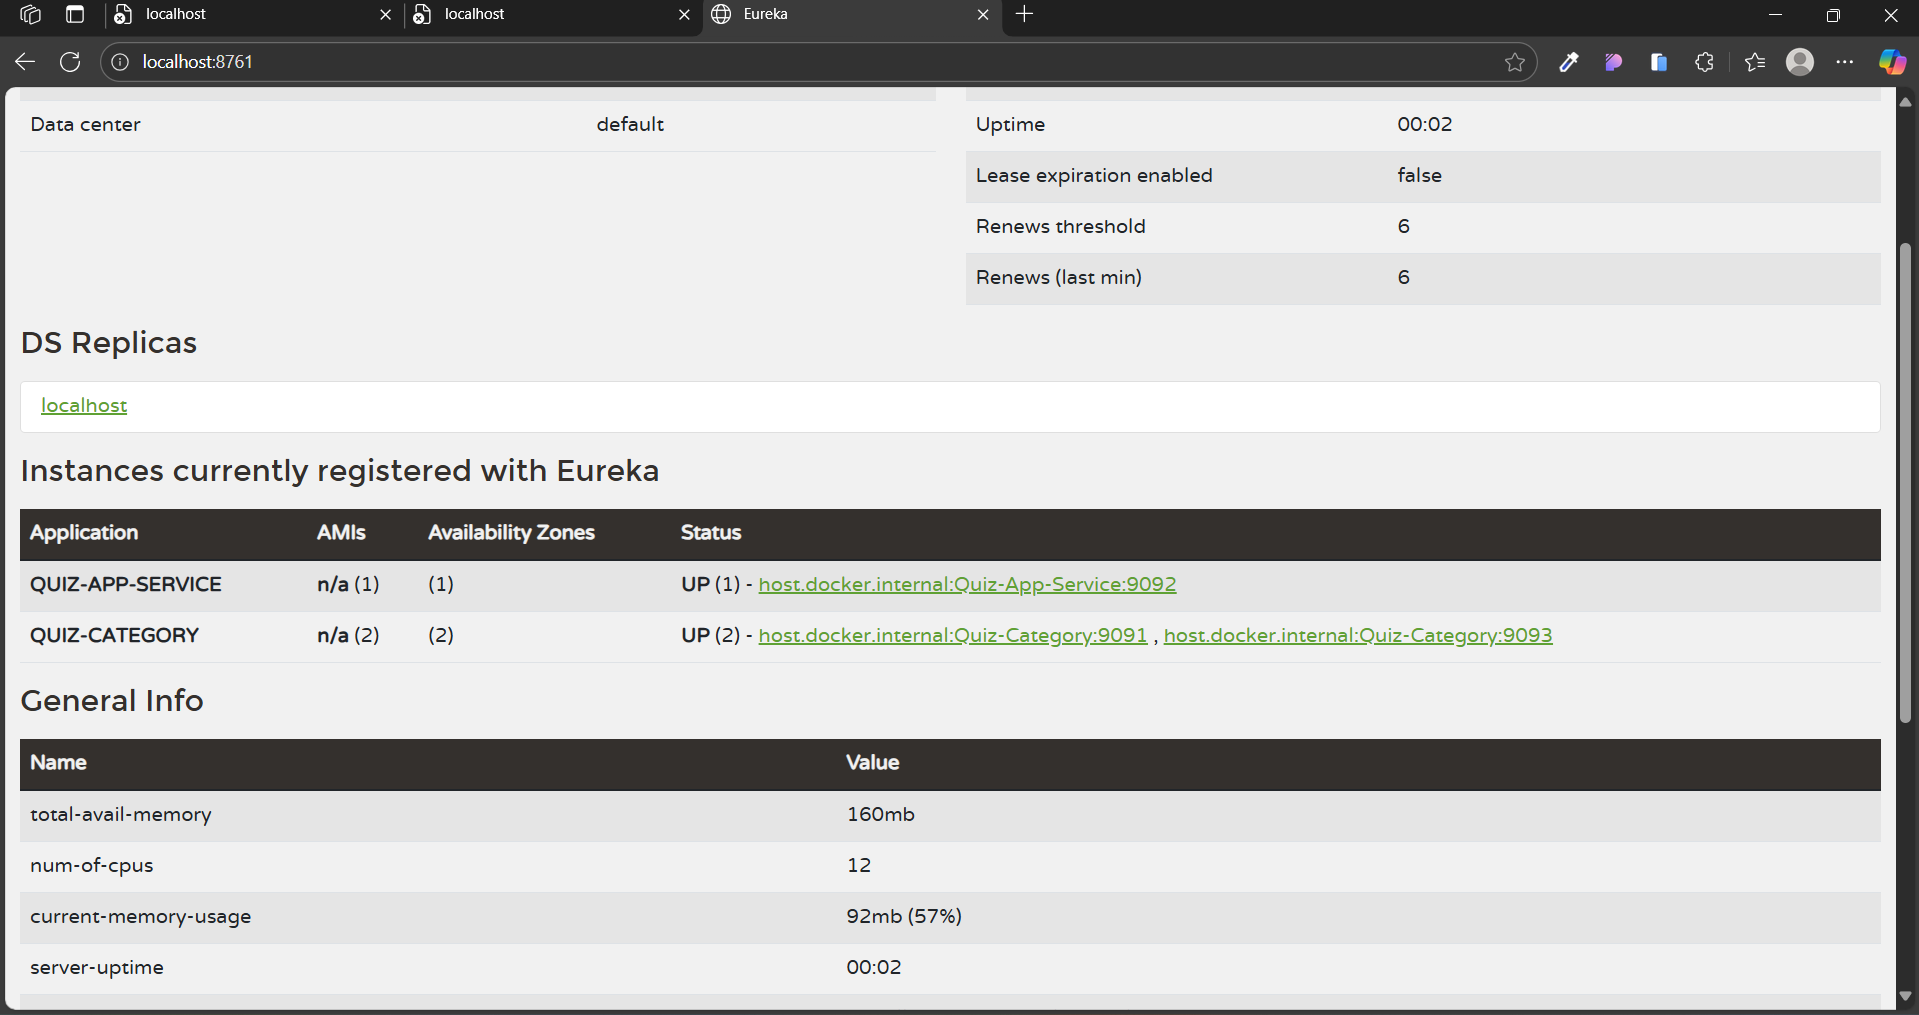 localhost
localhost
Eureka
localhost:8761
Data center default
Uptime 00:02
Lease expiration enabled false
Renews threshold 6
Renews (last min) 6
DS Replicas
localhost
Instances currently registered with Eureka
Application AMIs Availability Zones Status
QUIZ-APP-SERVICE n/a (1) (1) UP (1) - host.docker.internal:Quiz-App-Service:9092
QUIZ-CATEGORY n/a (2) (2) UP (2) - host.docker.internal:Quiz-Category:9091 , host.docker.internal:Quiz-Category:9093
General Info
Name Value
total-avail-memory 160mb
num-of-cpus 12
current-memory-usage 92mb (57%)
server-uptime 00:02